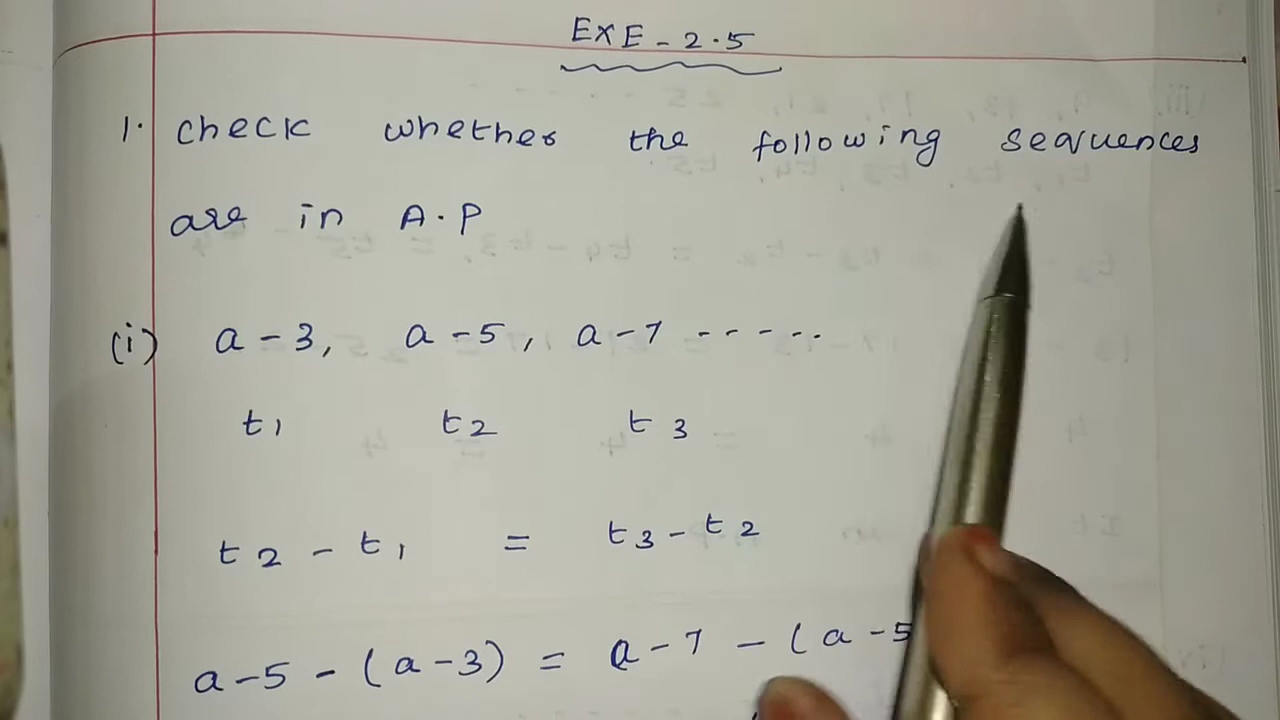 EXE - 2.5
1. check whether the following sequences
are in A.P
(i) a - 3, a - 5, a - 7 - - - - - .
t1 t2 t3
t2 - t1 = t3 - t2
a - 5 - (a - 3) = a - 7 - (a - 5